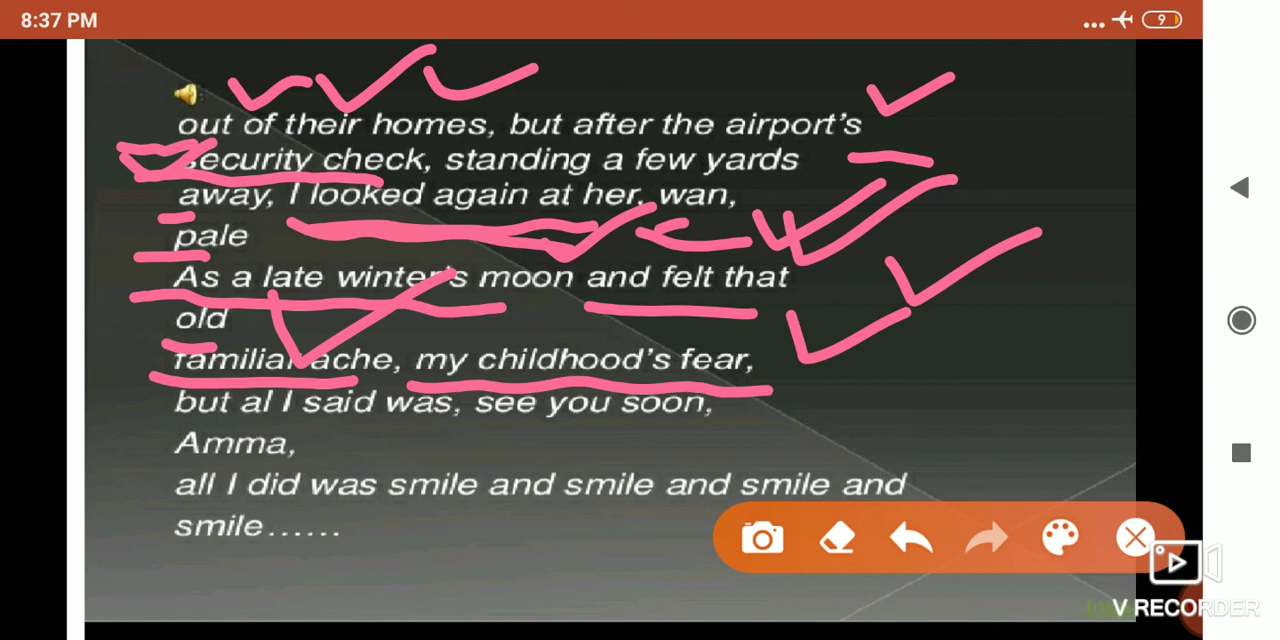 8:37 PM
9
out of their homes, but after the airport's
security check, standing a few yards
away, I looked again at her, wan,
pale
As a late winter's moon and felt that
old
familiar ache, my childhood's fear,
but al I said was, see you soon,
Amma,
all I did was smile and smile and smile and
smile......
V RECORDER